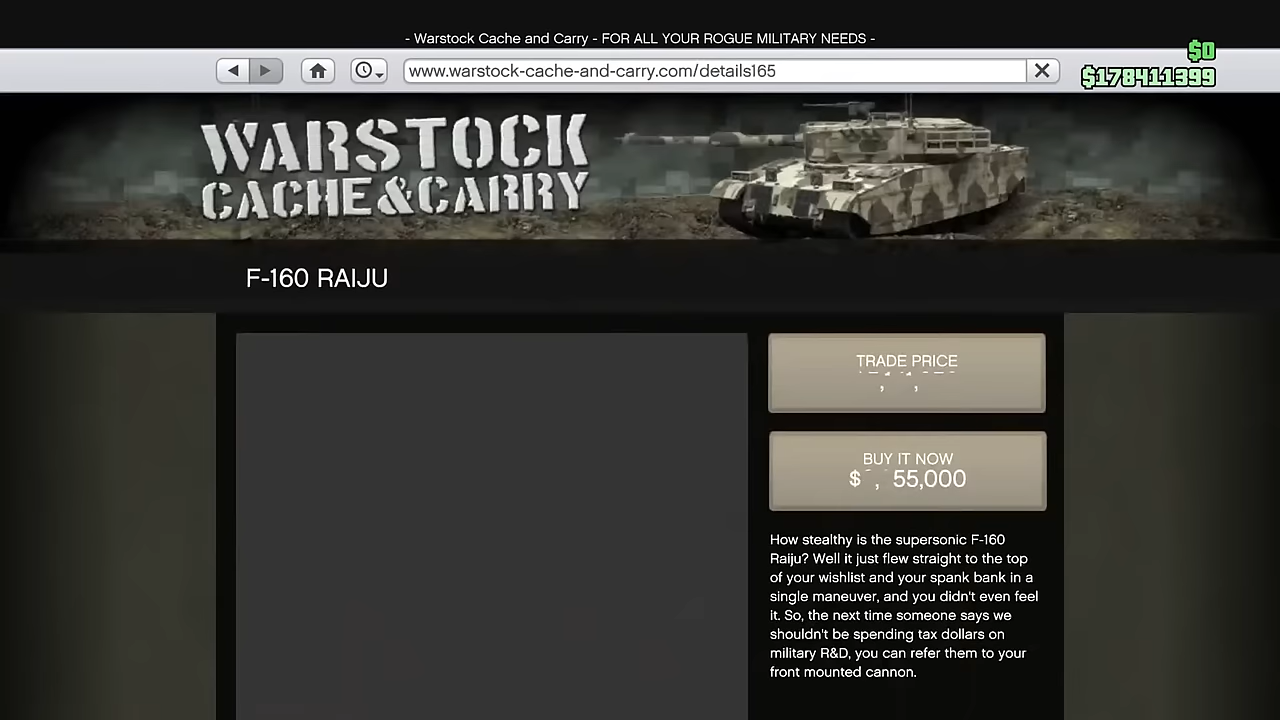 - Warstock Cache and Carry - FOR ALL YOUR ROGUE MILITARY NEEDS -
$0
www.warstock-cache-and-carry.com/details165
$178411399
WARSTOCK
CACHE&CARRY
F-160 RAIJU
TRADE PRICE
BUY IT NOW
How stealthy is the supersonic F-160
Raiju? Well it just flew straight to the top
of your wishlist and your spank bank in a
single maneuver, and you didn't even feel
it. So, the next time someone says we
shouldn't be spending tax dollars on
military R&D, you can refer them to your
front mounted cannon.